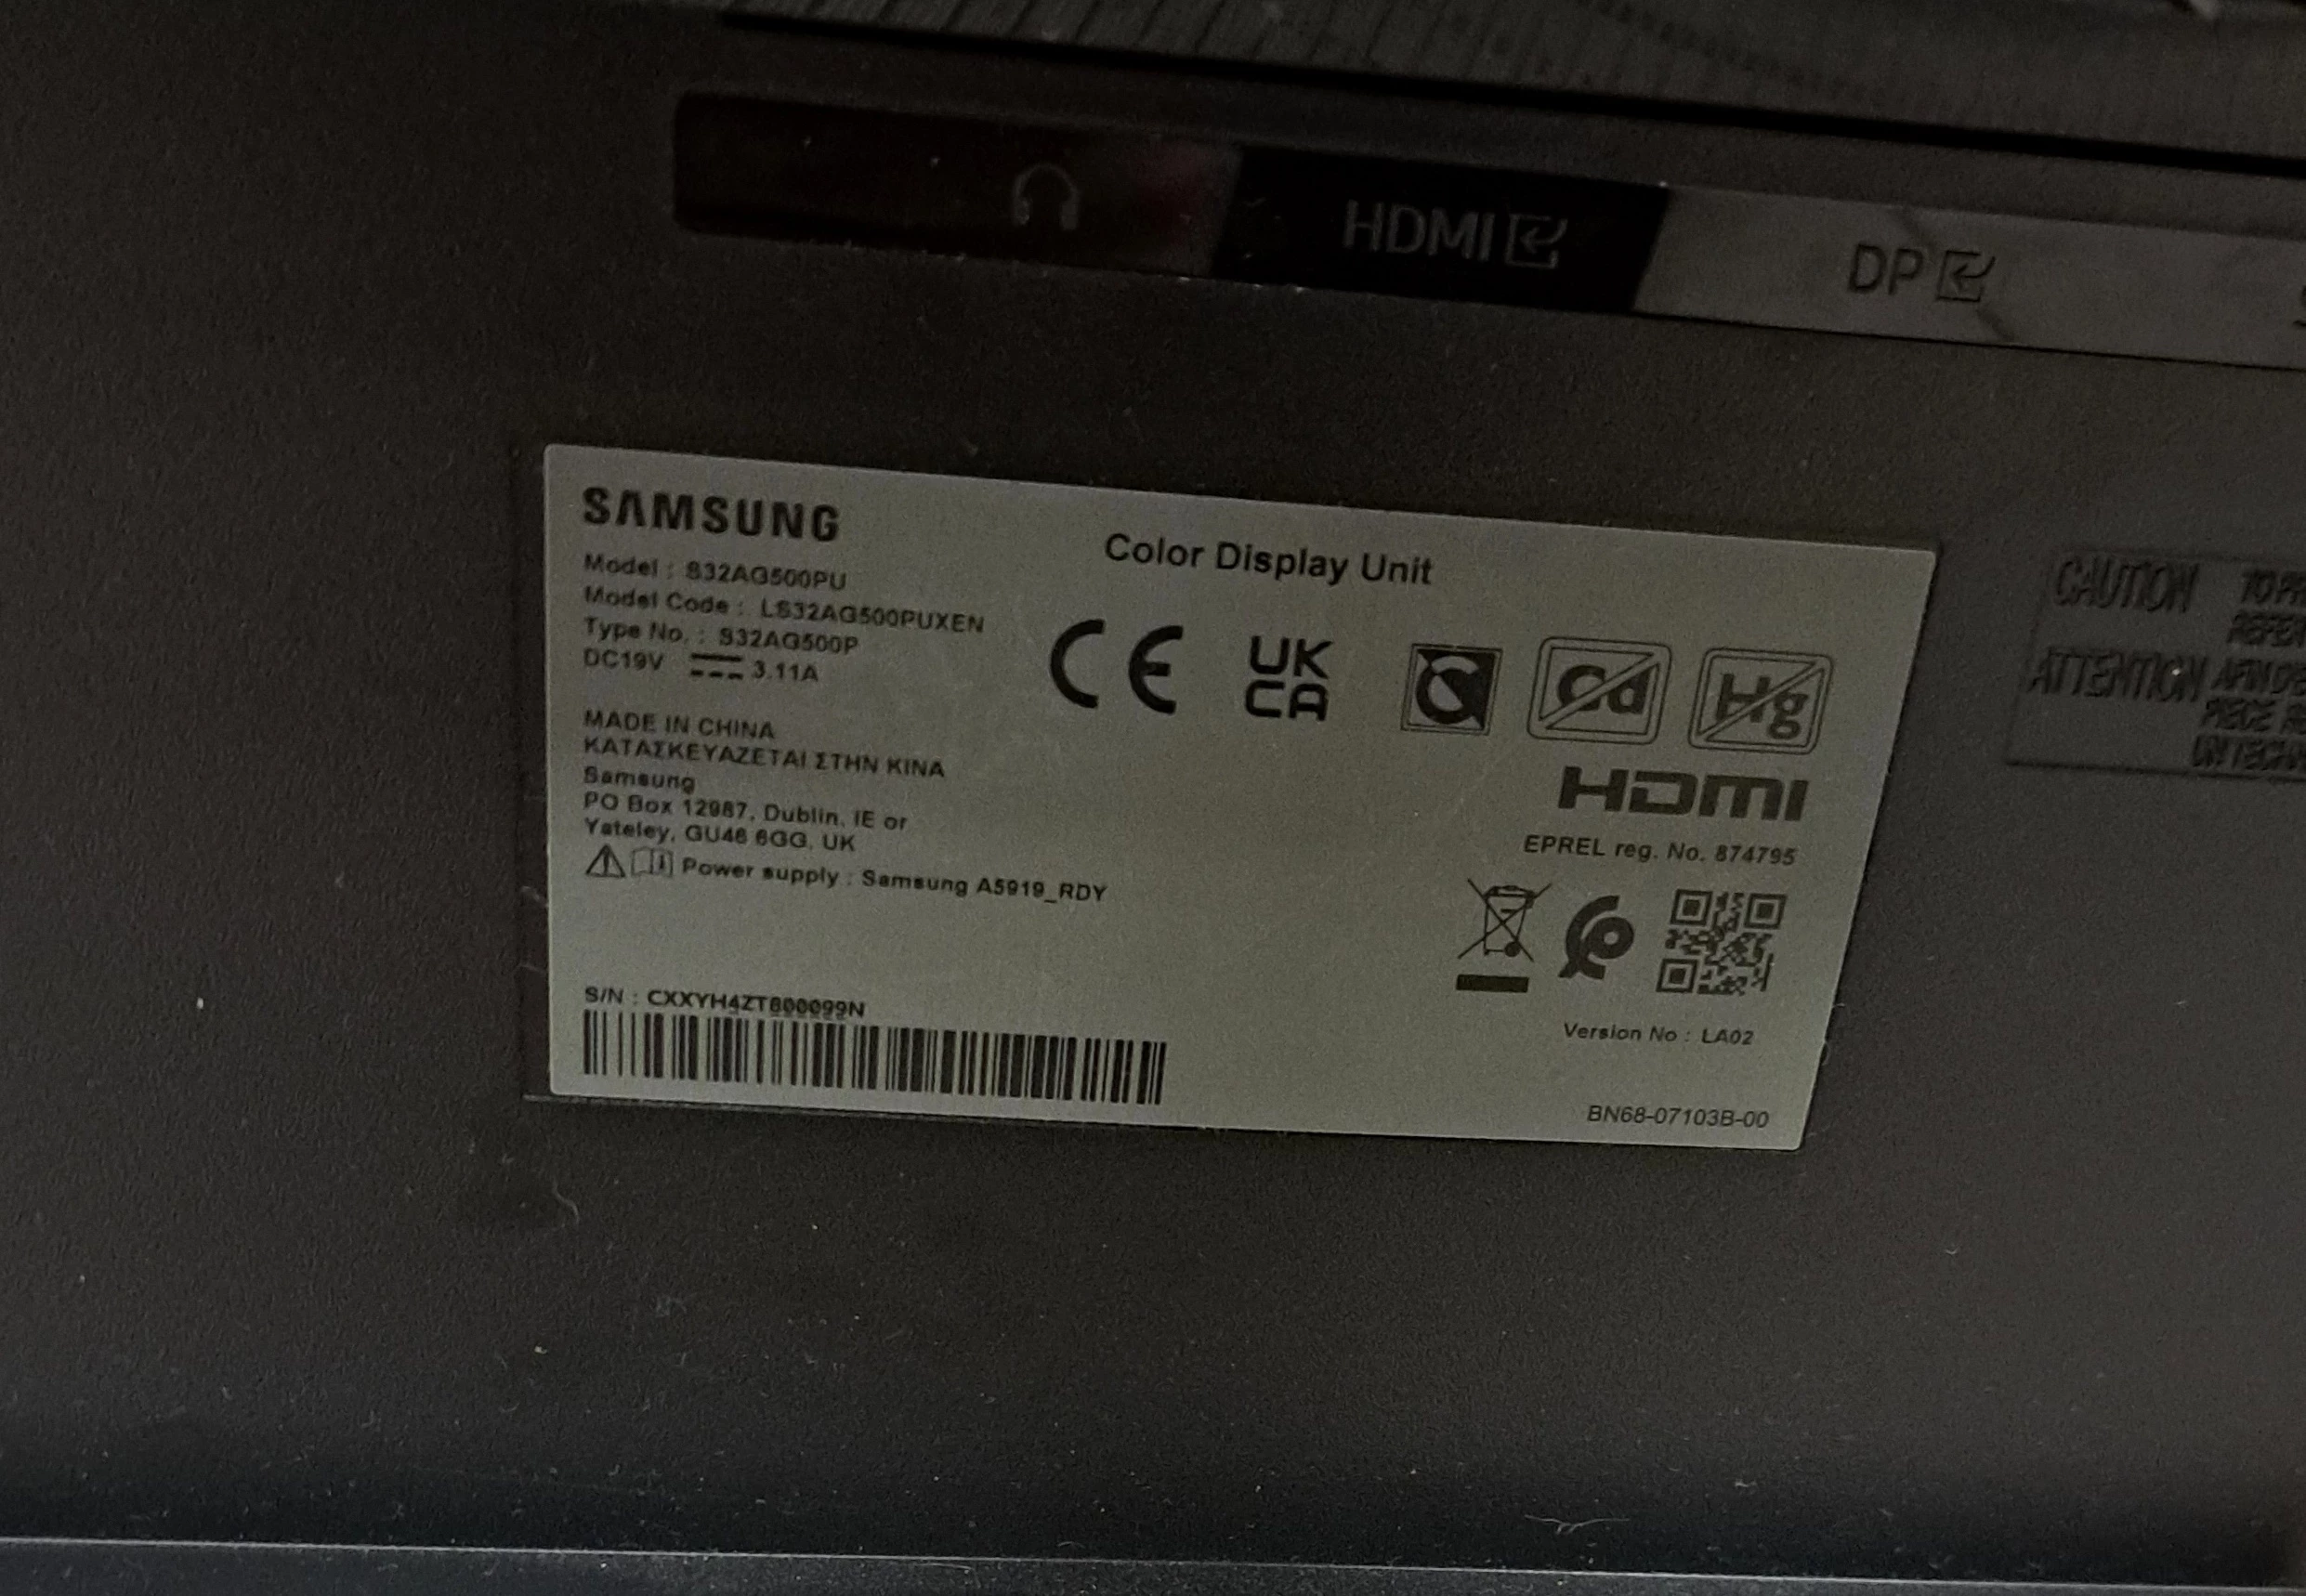 HDMI
DP
SAMSUNG
Color Display Unit
Model : S32AG500PU
Model Code : LS32AG500PUXEN
Type No. : S32AG500P
DC19V 3.11A
CE
UK
CA
Cd
Hg
MADE IN CHINA
ΚΑΤΑΣΚΕΥΑΖΕΤΑΙ ΣΤΗΝ ΚΙΝΑ
Samsung
PO Box 12987, Dublin, IE or
Yateley, GU46 6GG, UK
Power supply : Samsung A5919_RDY
HDMI
EPREL reg. No. 874795
S/N : CXXYH4ZT800099N
Version No : LA02
BN68-07103B-00
CAUTION
ATTENTION